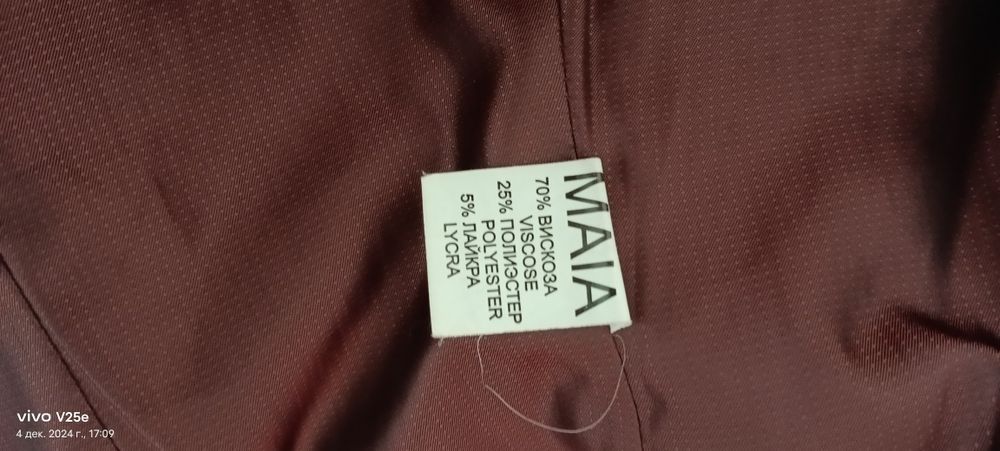 MAIA
70% ВИСКОЗА
VISCOSE
25% ПОЛИЭСТЕР
POLYESTER
5% ЛАЙКРА
LYCRA
vivo V25e
4 дек. 2024 г., 17:09